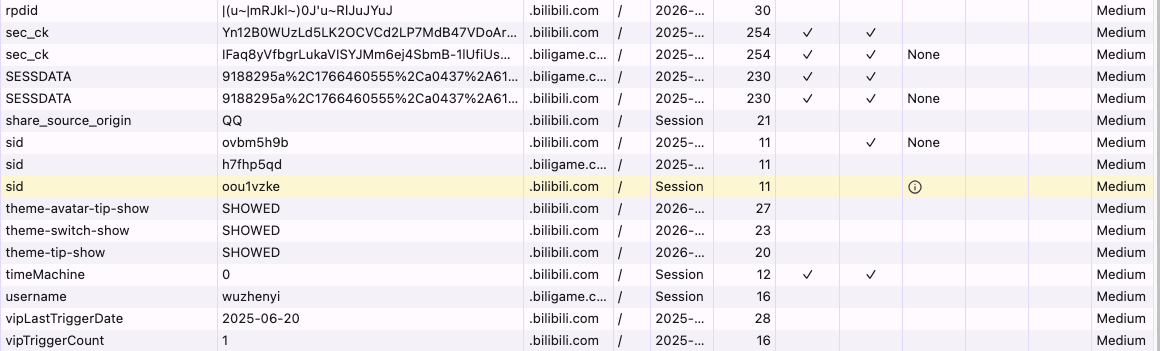 rpdid |(u~|mRJkl~)0J'u~RlJuJYuJ .bilibili.com / 2026-... 30 Medium
sec_ck Yn12B0WUzLd5LK2OCVCd2LP7MdB47VDoAr... .bilibili.com / 2025-... 254 ✓ ✓ Medium
sec_ck IFaq8yVfbgrLukaVISYJMm6ej4SbmB-1lUfiUs... .biligame.c... / 2025-... 254 ✓ ✓ None Medium
SESSDATA 9188295a%2C1766460555%2Ca0437%2A61... .biligame.c... / 2025-... 230 ✓ ✓ Medium
SESSDATA 9188295a%2C1766460555%2Ca0437%2A61... .bilibili.com / 2025-... 230 ✓ ✓ None Medium
share_source_origin QQ .bilibili.com / Session 21 Medium
sid ovbm5h9b .bilibili.com / 2025-... 11 ✓ None Medium
sid h7fhp5qd .biligame.c... / 2025-... 11 Medium
sid oou1vzke .bilibili.com / Session 11 Medium
theme-avatar-tip-show SHOWED .bilibili.com / 2026-... 27 Medium
theme-switch-show SHOWED .bilibili.com / 2026-... 23 Medium
theme-tip-show SHOWED .bilibili.com / 2026-... 20 Medium
timeMachine 0 .bilibili.com / Session 12 ✓ ✓ Medium
username wuzhenyi .biligame.c... / Session 16 Medium
vipLastTriggerDate 2025-06-20 .bilibili.com / 2025-... 28 Medium
vipTriggerCount 1 .bilibili.com / 2025-... 16 Medium